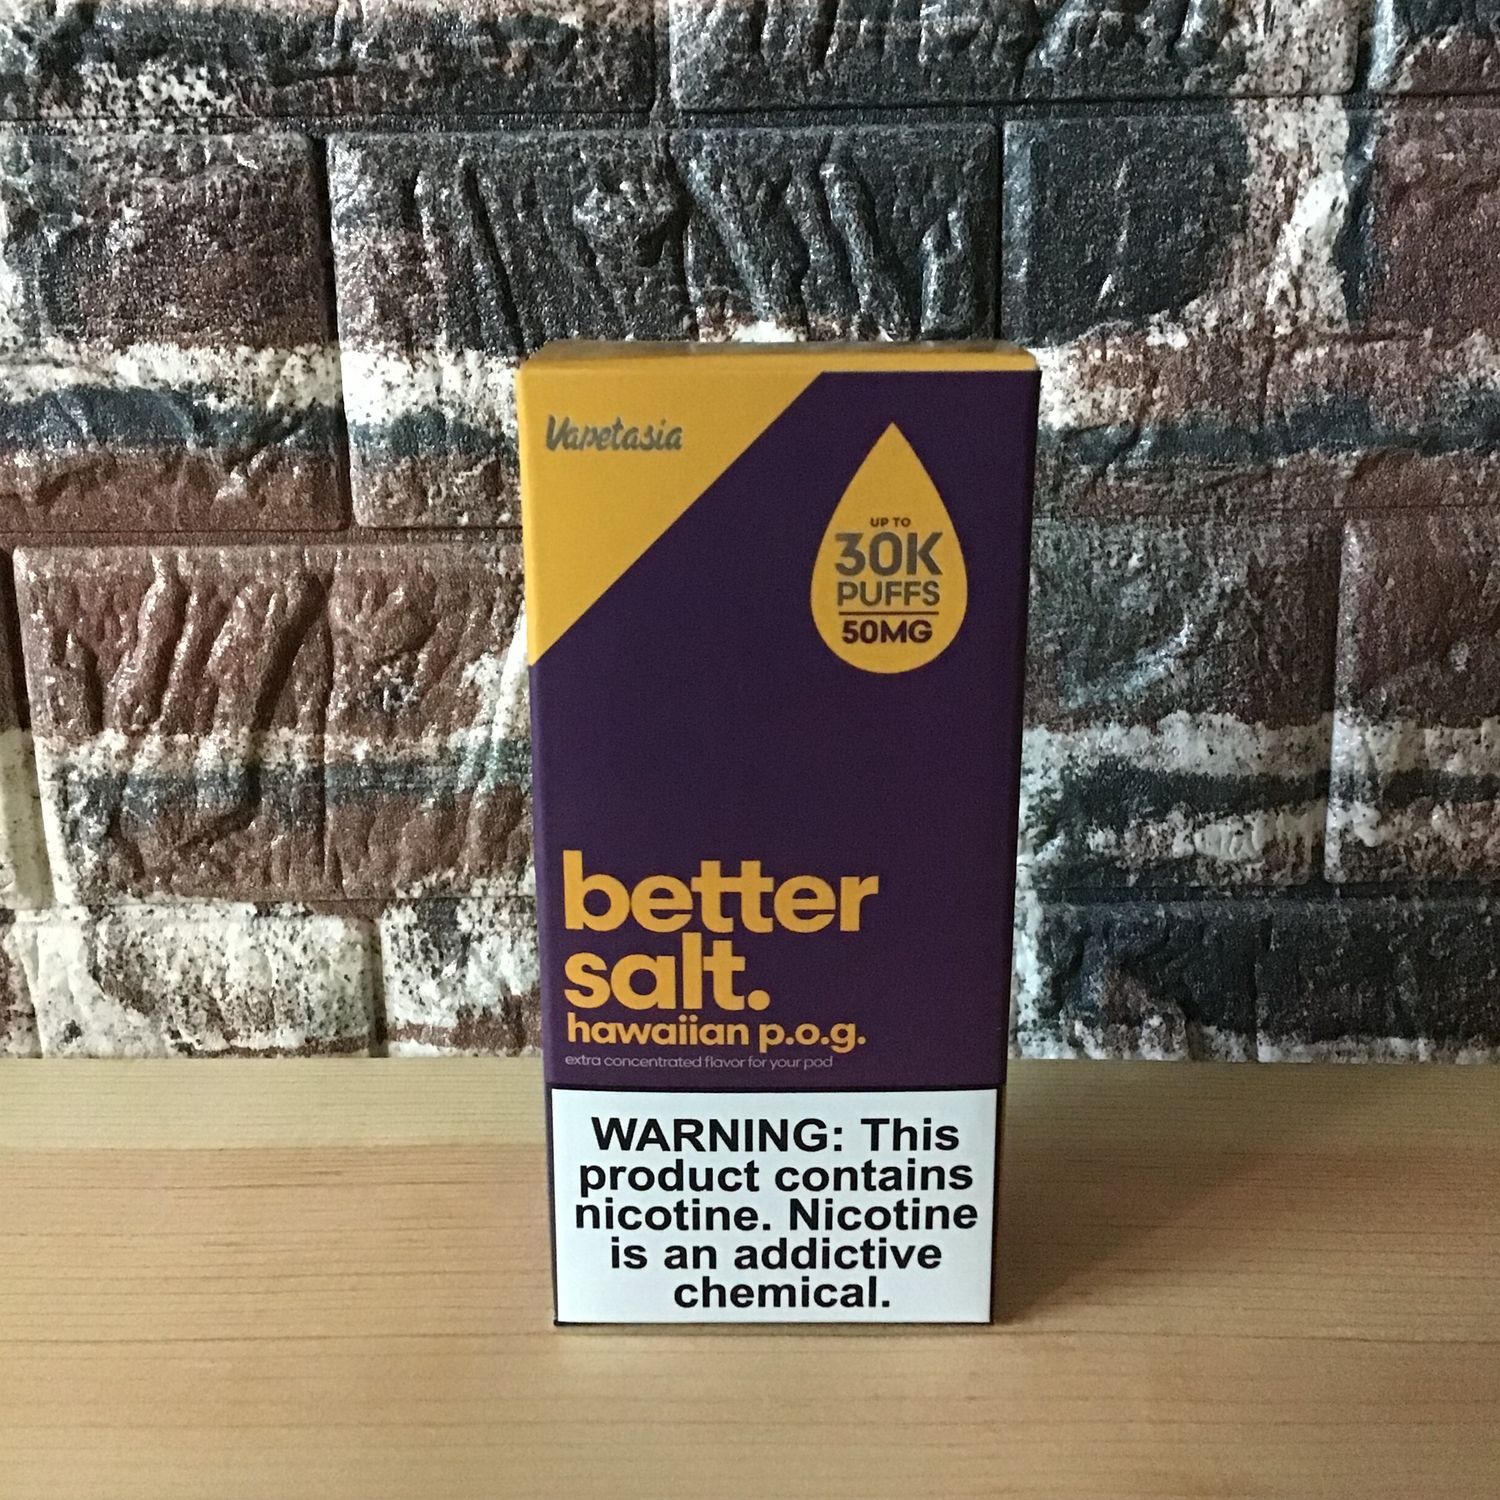 Vapetasia
UP TO
30K
PUFFS
50MG
better
salt.
hawaiian p.o.g.
extra concentrated flavor for your pod
WARNING: This
product contains
nicotine. Nicotine
is an addictive
chemical.